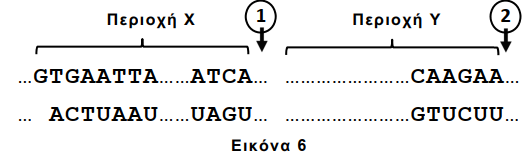 Περιοχή Χ 1 Περιοχή Υ 2
...GTGAATTA......ATCA... ........................CAAGAA...
... ACTUAAU......UAGU... ........................GTUCUU...
Εικόνα 6